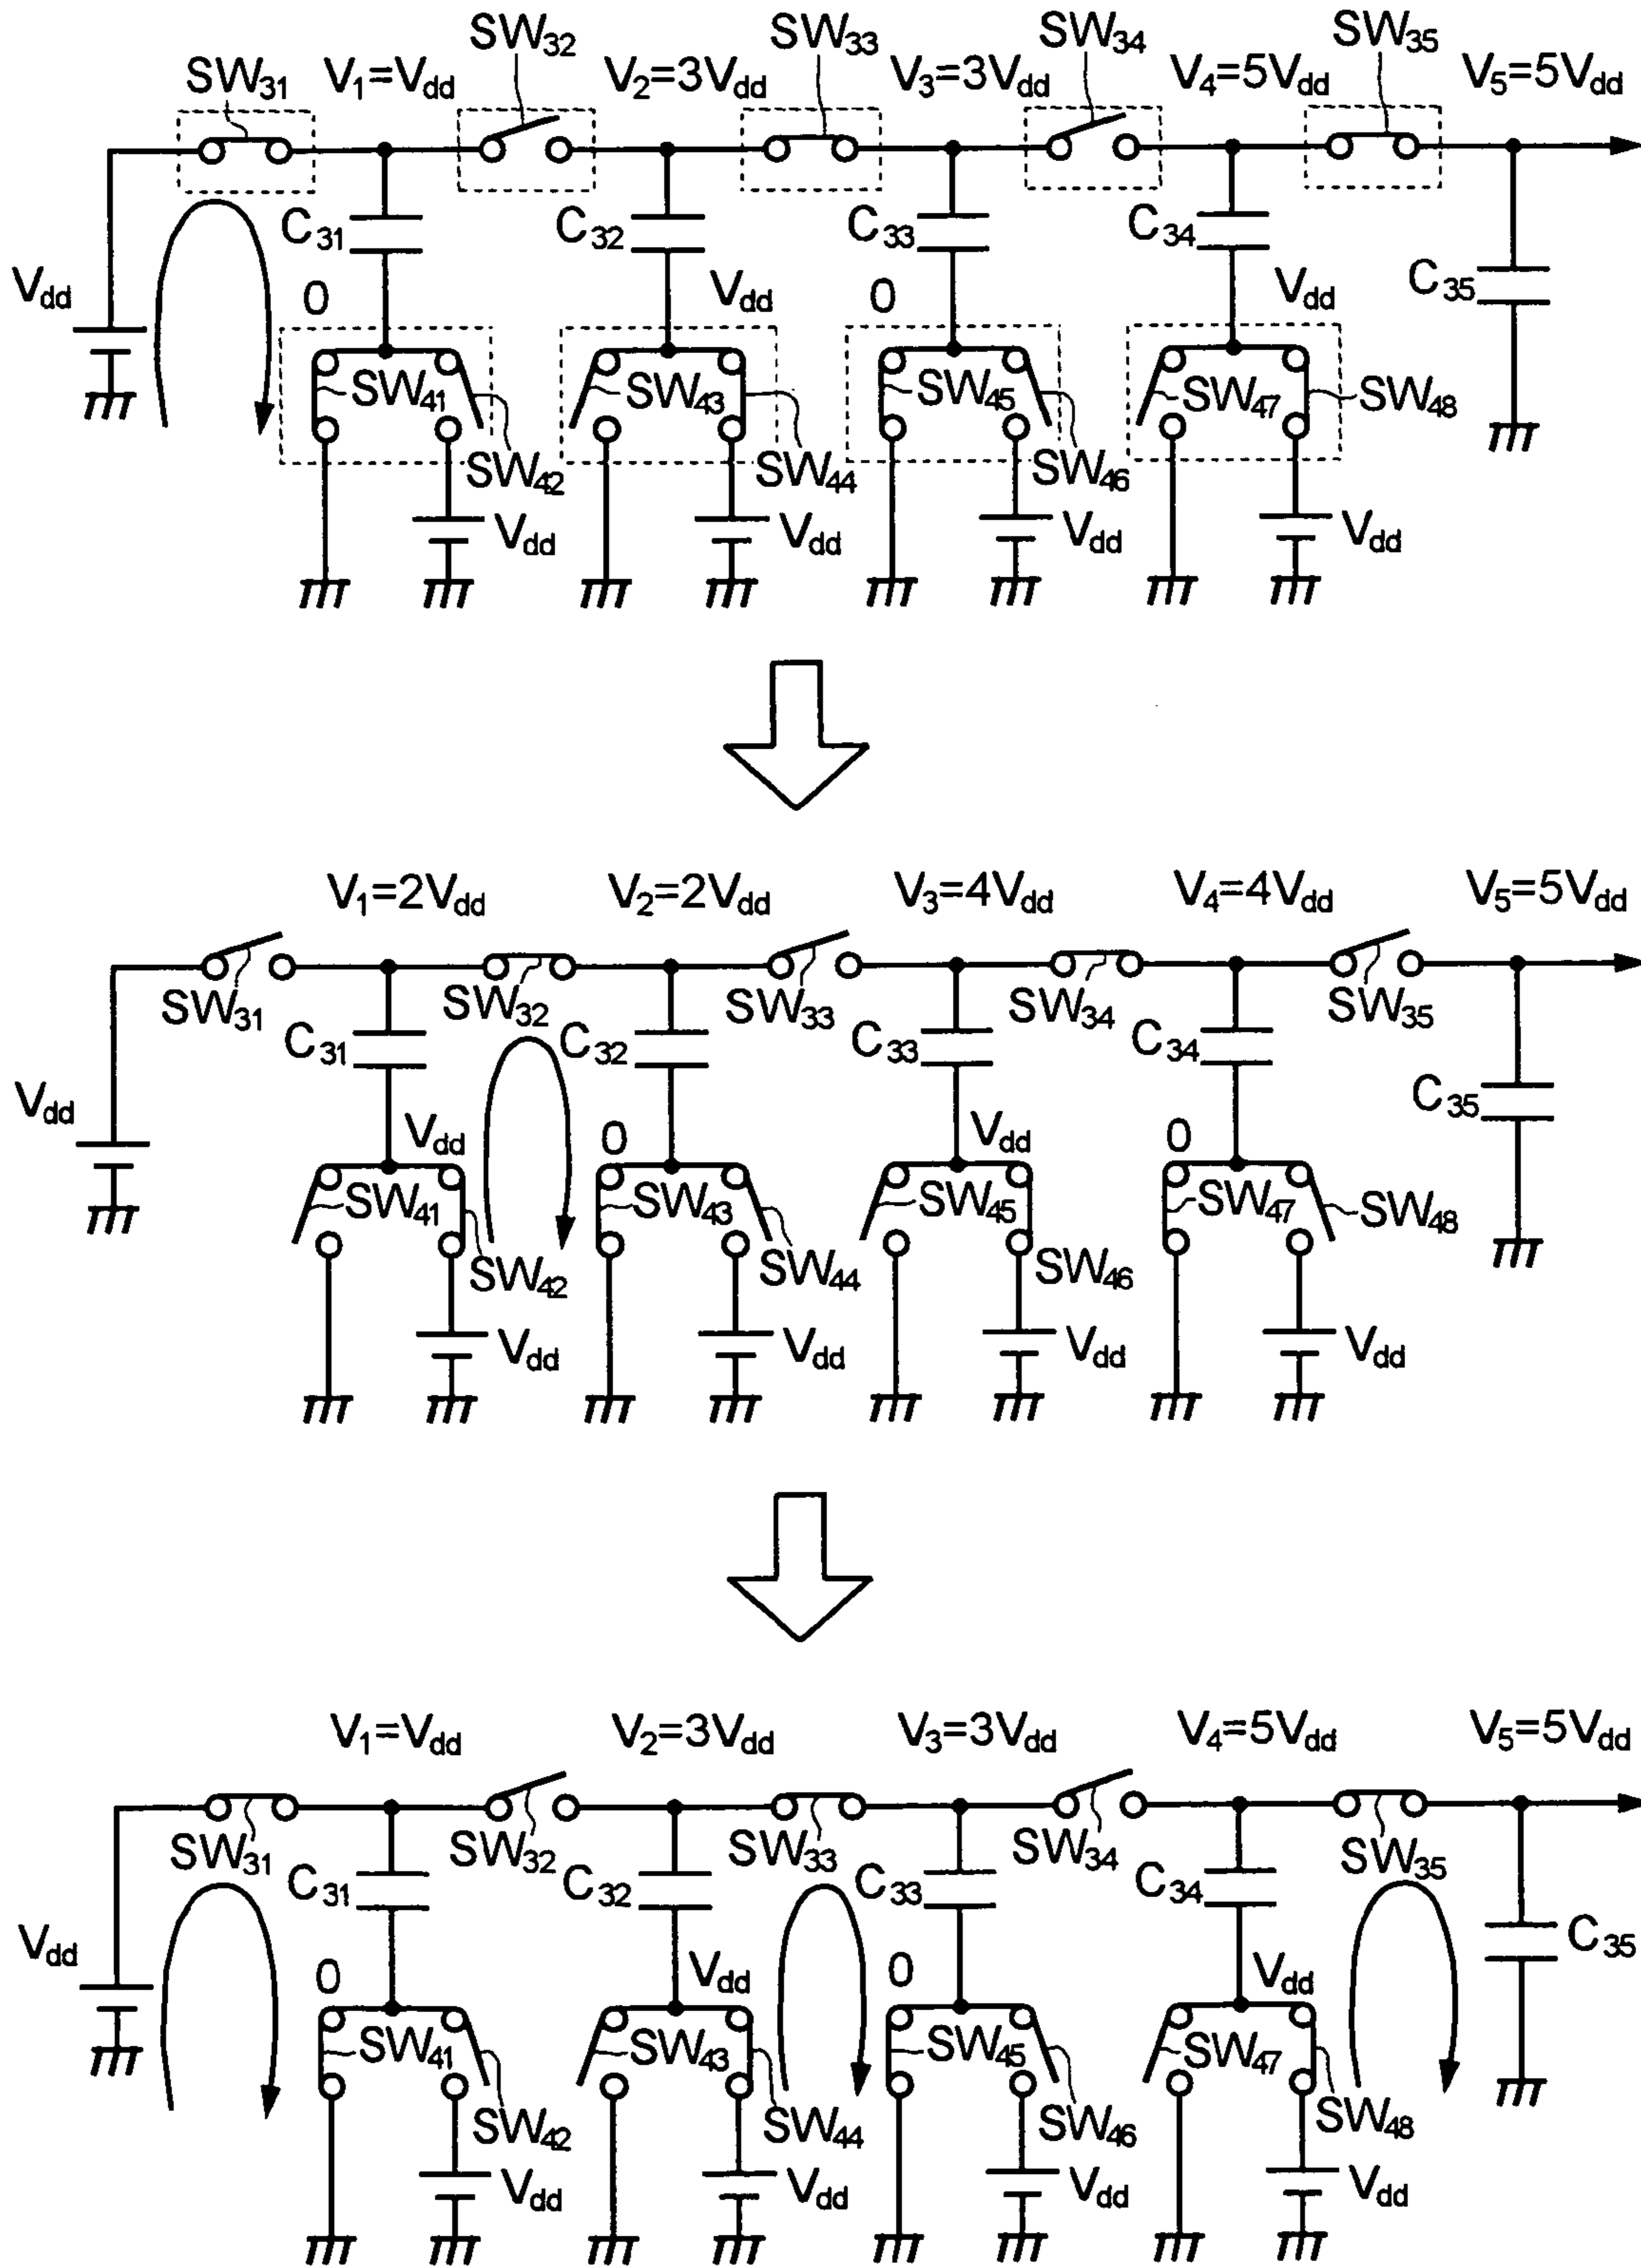 SW32 SW33 SW34 SW35
SW31 V1=Vdd V2=3Vdd V3=3Vdd V4=5Vdd V5=5Vdd
C31 C32 C33 C34
Vdd 0 Vdd 0 Vdd C35
SW41 SW43 SW45 SW47 SW48
SW42 SW44 SW46
Vdd Vdd Vdd Vdd
V1=2Vdd V2=2Vdd V3=4Vdd V4=4Vdd V5=5Vdd
SW31 SW32 SW33 SW34 SW35
C31 C32 C33 C34
Vdd C35
Vdd 0 Vdd 0
SW41 SW43 SW45 SW47 SW48
SW42 SW44 SW46
Vdd Vdd Vdd Vdd
V1=Vdd V2=3Vdd V3=3Vdd V4=5Vdd V5=5Vdd
SW31 SW32 SW33 SW34 SW35
C31 C32 C33 C34
Vdd C35
0 Vdd 0 Vdd
SW41 SW43 SW45 SW47
SW42 SW44 SW46 SW48
Vdd Vdd Vdd Vdd